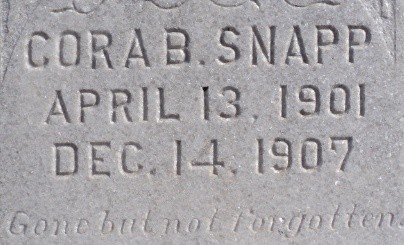 CORA B. SNAPP
APRIL 13, 1901
DEC. 14, 1907
Gone but not forgotten.